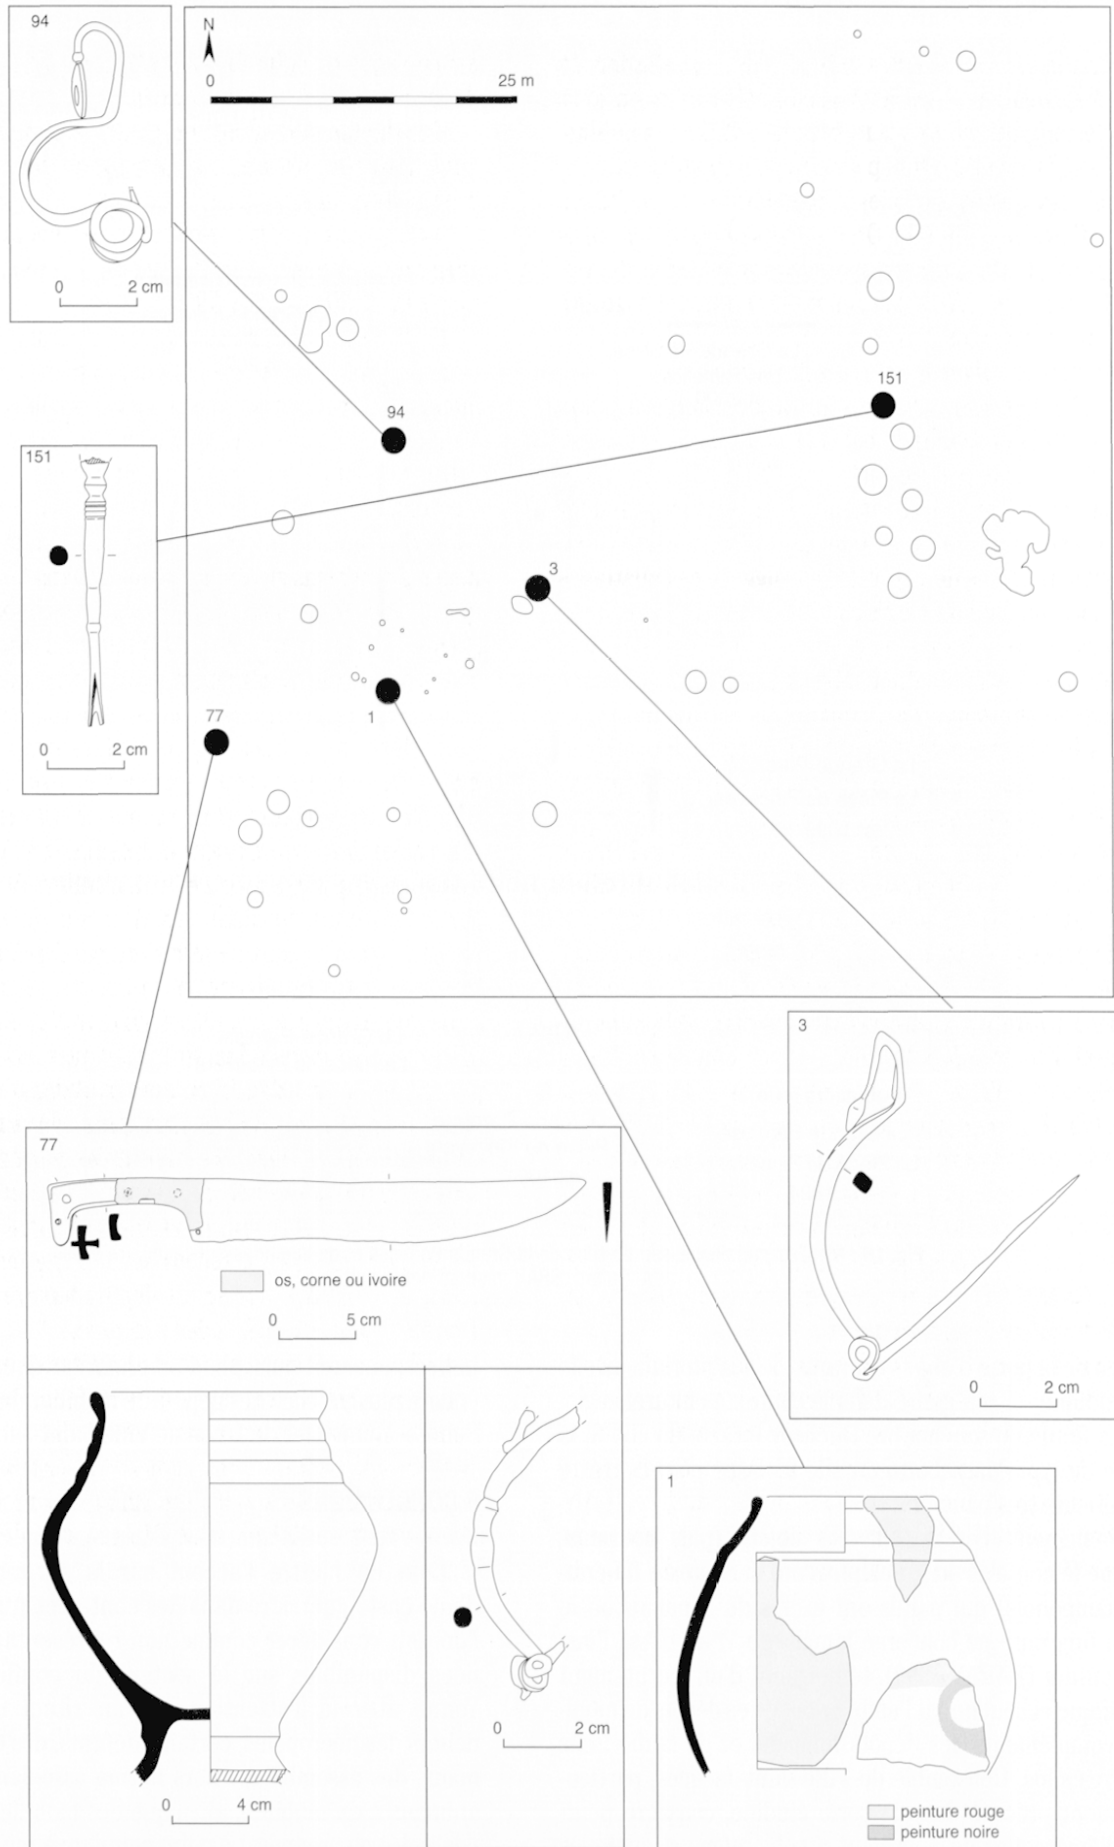 94
0 2 cm
N
0 25 m
94
151
151
0 2 cm
3
1
77
3
0 2 cm
77
os, corne ou ivoire
0 5 cm
0 4 cm
0 2 cm
1
peinture rouge
peinture noire